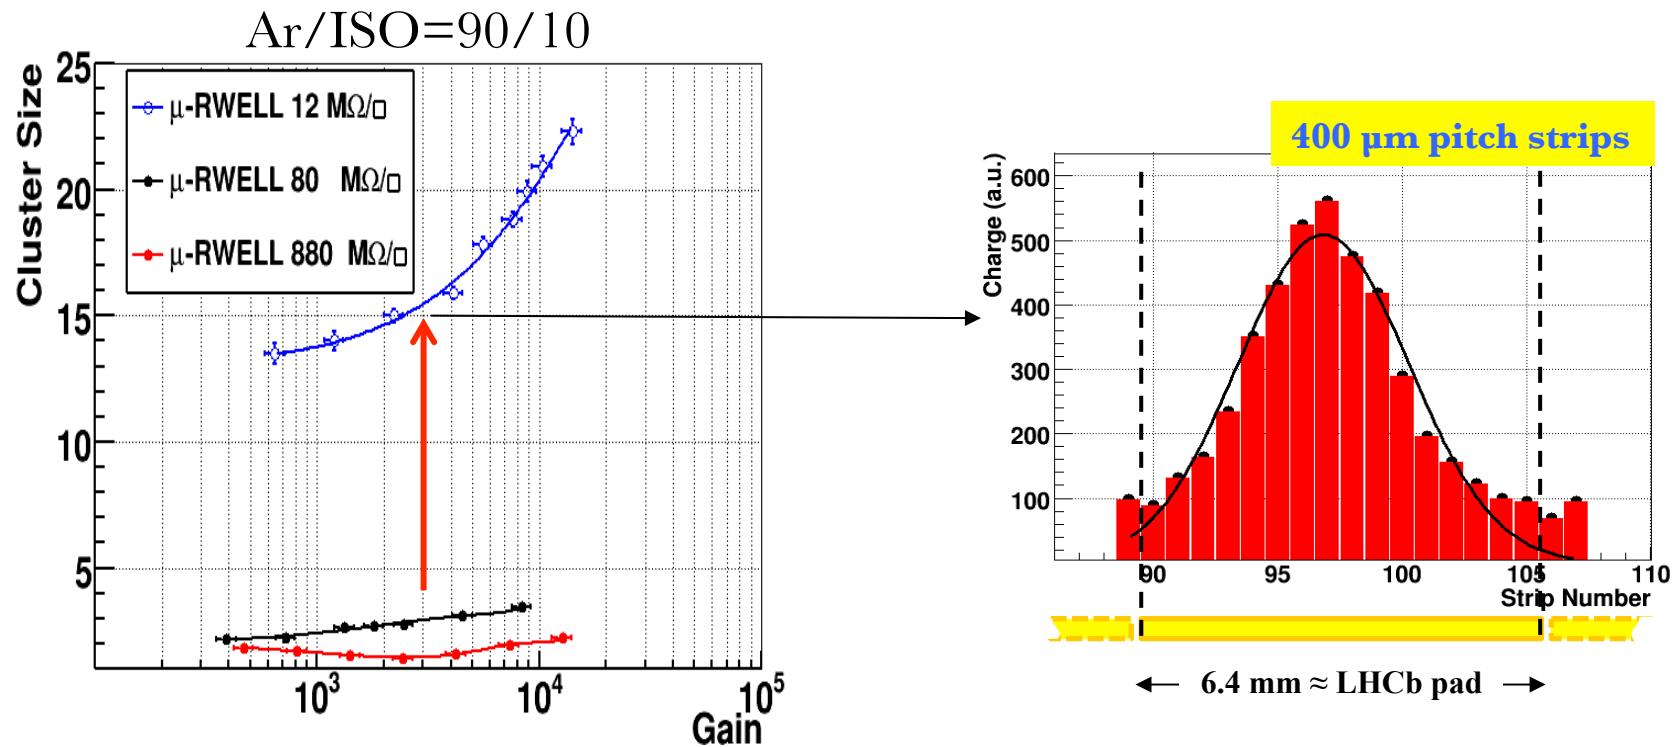 Ar/ISO=90/10
Cluster Size
25
20
15
10
5
μ-RWELL 12 MΩ/□
μ-RWELL 80 MΩ/□
μ-RWELL 880 MΩ/□
10³
10⁴
10⁵
Gain
400 μm pitch strips
Charge (a.u.)
600
500
400
300
200
100
90
95
100
105
110
Strip Number
6.4 mm ≈ LHCb pad